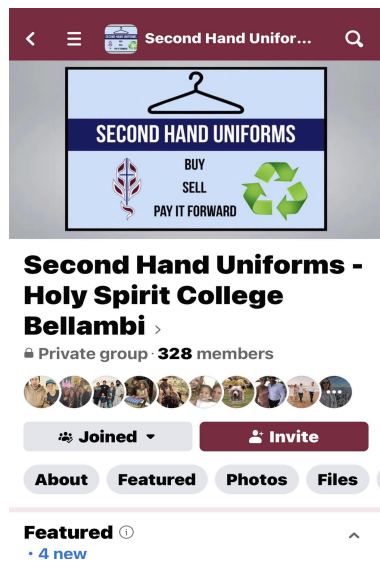 Second Hand Unifor...
SECOND HAND UNIFORMS
BUY
SELL
PAY IT FORWARD
Second Hand Uniforms -
Holy Spirit College
Bellambi
Private group · 328 members
Joined
Invite
About Featured Photos Files
Featured
• 4 new